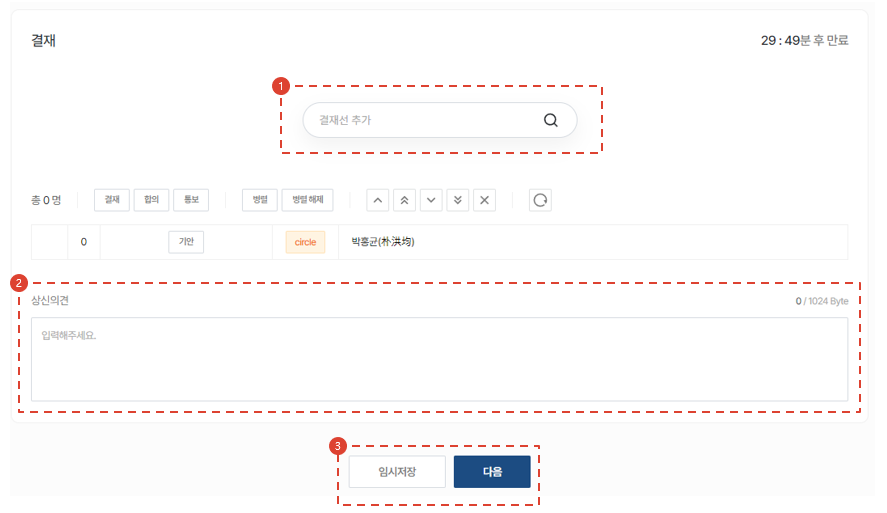 결재
29 : 49분 후 만료
1
결재선 추가
총 0 명 결재 합의 통보 병렬 병렬 해제
0 기안 circle 박홍균(朴洪均)
2
상신의견 0 / 1024 Byte
입력해주세요.
3
임시저장 다음